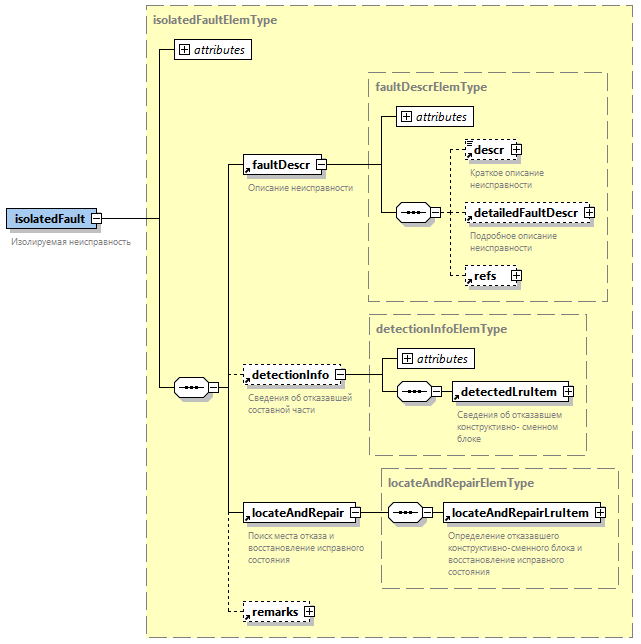 isolatedFaultElemType
attributes
faultDescrElemType
attributes
descr
Краткое описание
неисправности
faultDescr
Описание неисправности
detailedFaultDescr
Подробное описание
неисправности
refs
isolatedFault
Изолируемая неисправность
detectionInfoElemType
attributes
detectionInfo
Сведения об отказавшей
составной части
detectedLruItem
Сведения об отказавшем
конструктивно- сменном
блоке
locateAndRepairElemType
locateAndRepair
Поиск места отказа и
восстановление исправного
состояния
locateAndRepairLruItem
Определение отказавшего
конструктивно-сменного блока и
восстановление исправного
состояния
remarks